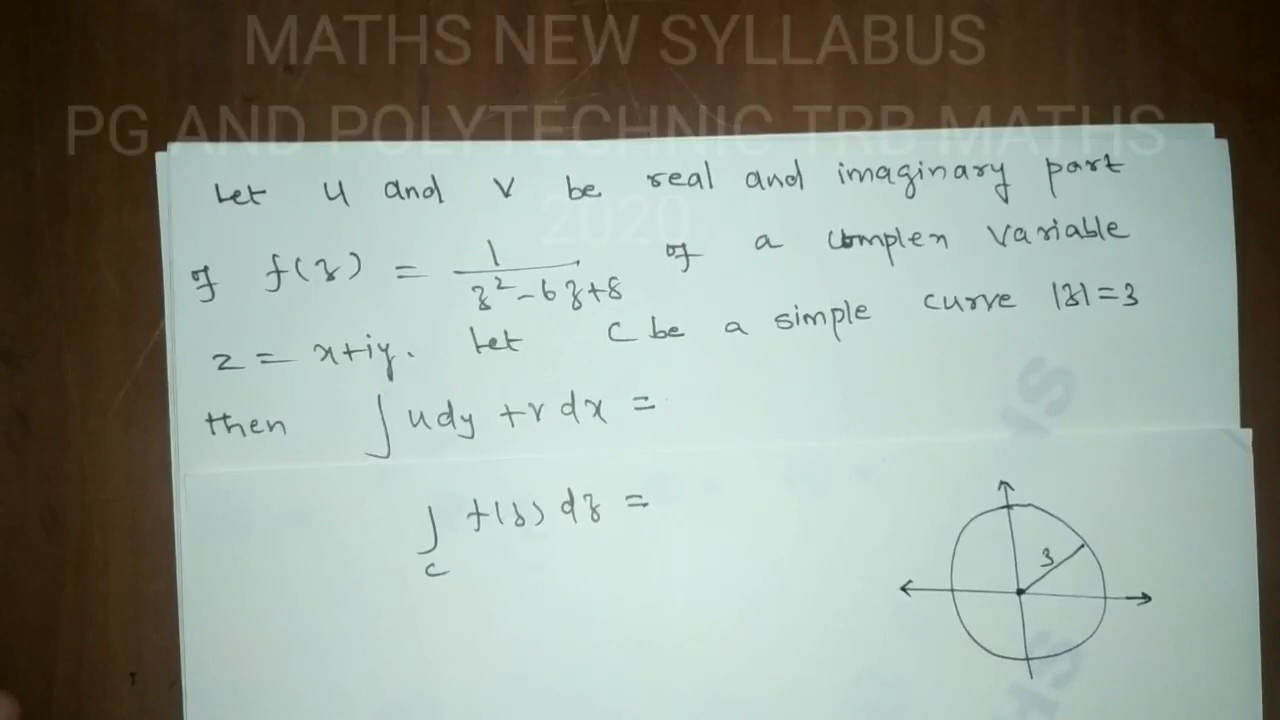 MATHS NEW SYLLABUS
PG AND POLYTECHNIC TRB MATHS
2020
Let u and v be real and imaginary part
of f(z) = 1/(z²-6z+8) of a complex variable
z = x+iy. Let C be a simple curve |z|=3
then ∫ u dy + v dx =
∫_C f(z) dz =
3